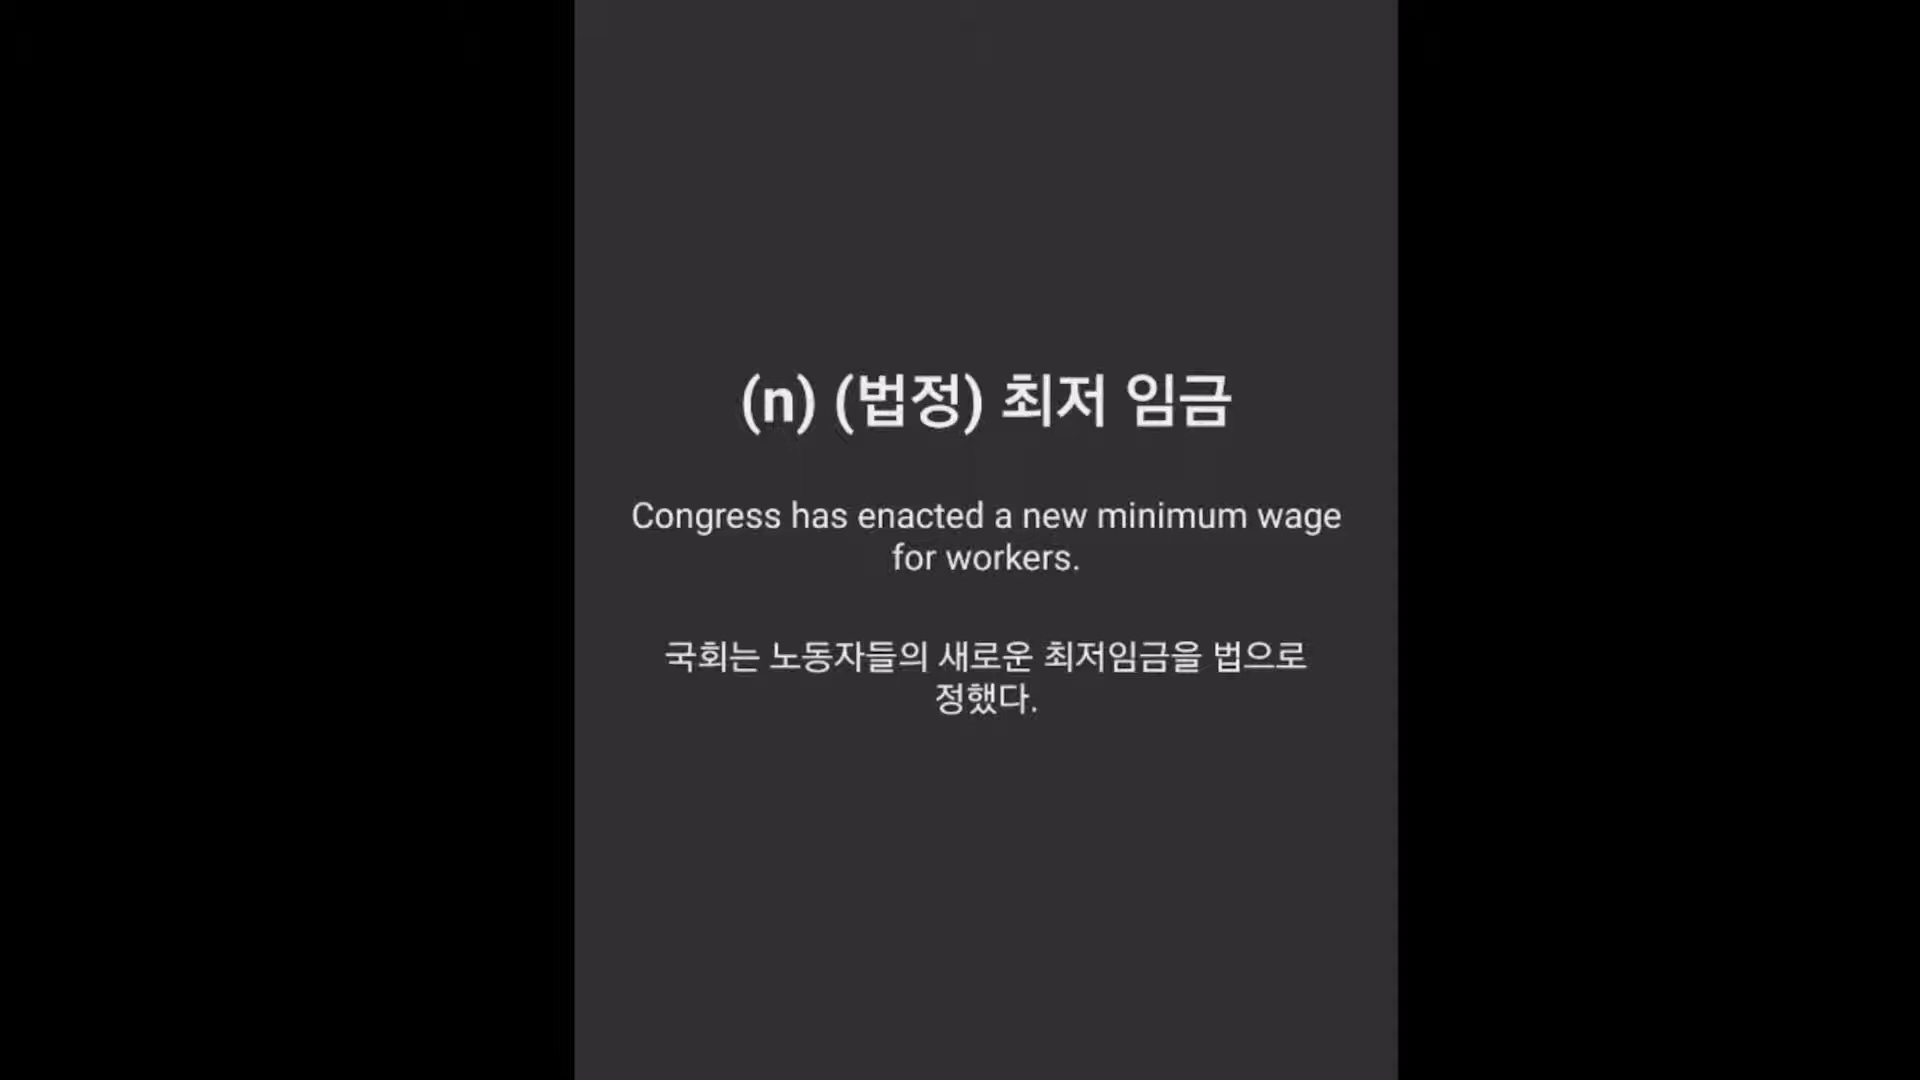 (n) (법정) 최저 임금
Congress has enacted a new minimum wage
for workers.
국회는 노동자들의 새로운 최저임금을 법으로
정했다.